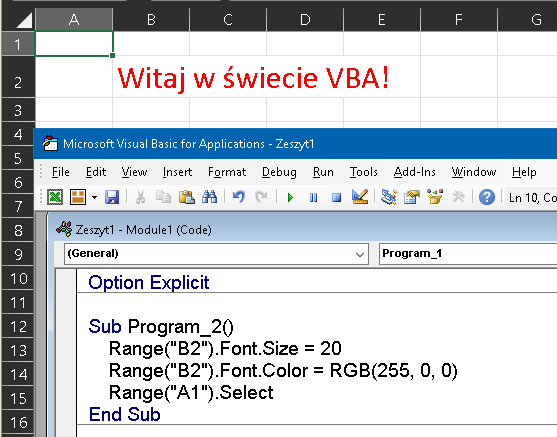 A B C D E F G
1
2 Witaj w świecie VBA!
3
4
Microsoft Visual Basic for Applications - Zeszyt1
5
File Edit View Insert Format Debug Run Tools Add-Ins Window Help
6
7 Ln 10, Co
8 Zeszyt1 - Module1 (Code)
9 (General) Program_1
10 Option Explicit
11
12 Sub Program_2()
13 Range("B2").Font.Size = 20
14 Range("B2").Font.Color = RGB(255, 0, 0)
15 Range("A1").Select
16 End Sub